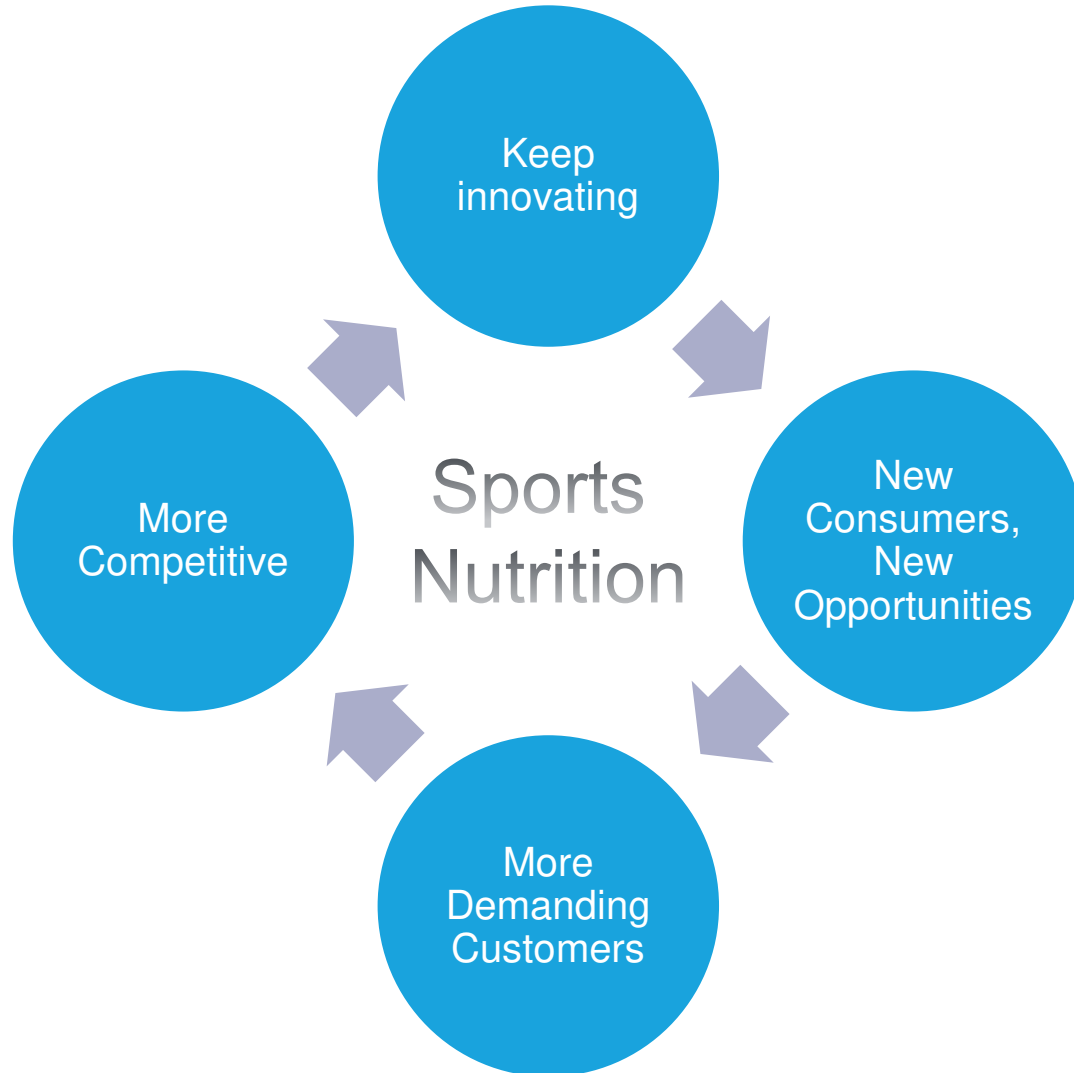 Keep
innovating
New
Consumers,
New
Opportunities
More
Demanding
Customers
More
Competitive
Sports
Nutrition